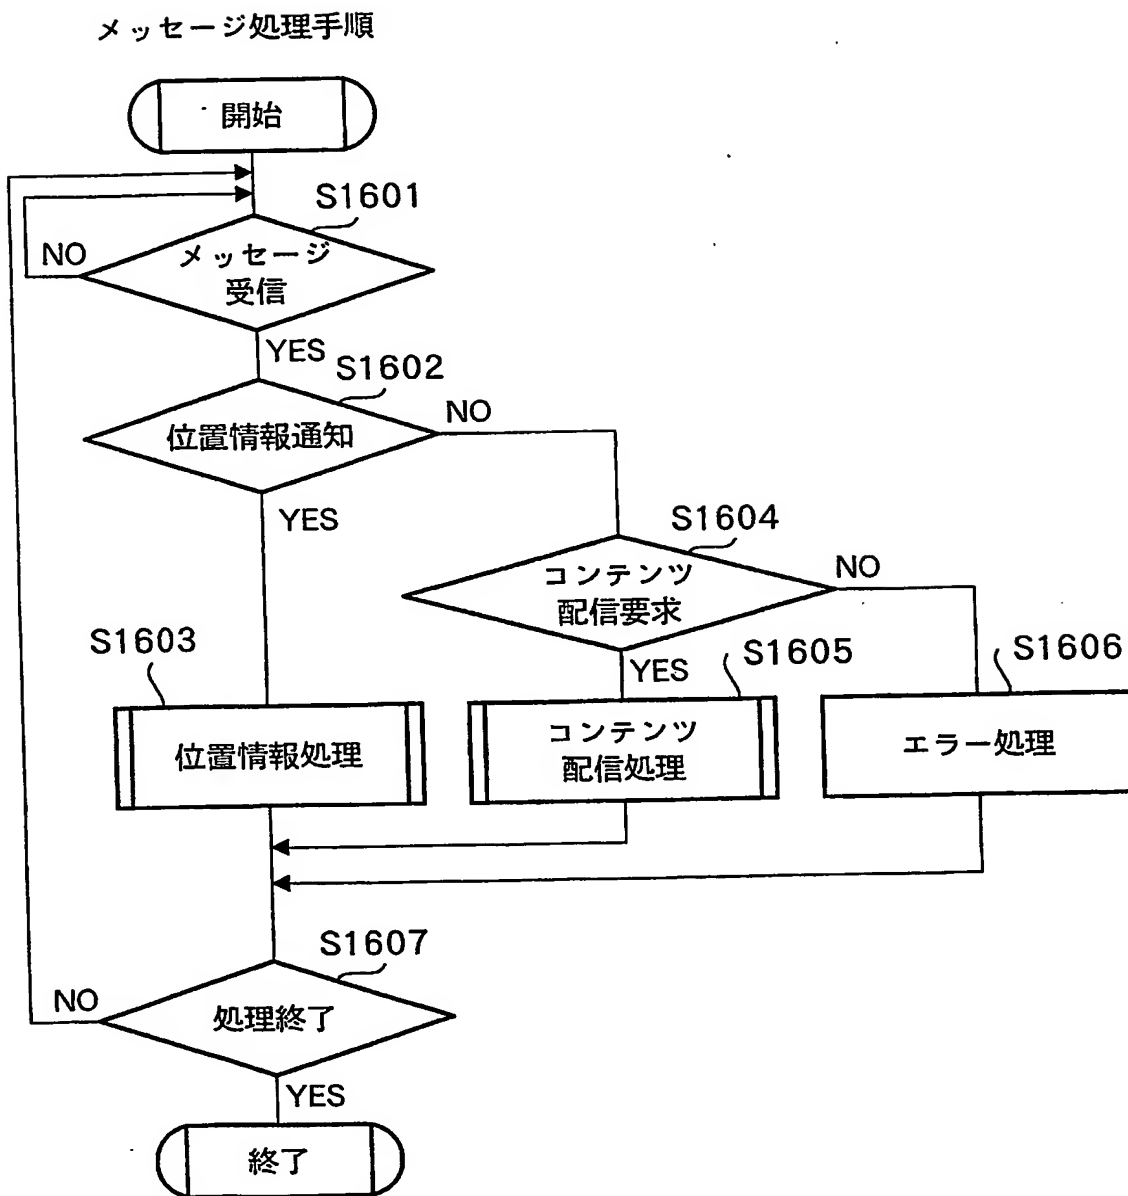 メッセージ処理手順
開始
S1601
NO
メッセージ
受信
YES
S1602
位置情報通知
NO
YES
S1604
コンテンツ
配信要求
NO
YES
S1603
位置情報処理
S1605
コンテンツ
配信処理
S1606
エラー処理
S1607
NO
処理終了
YES
終了